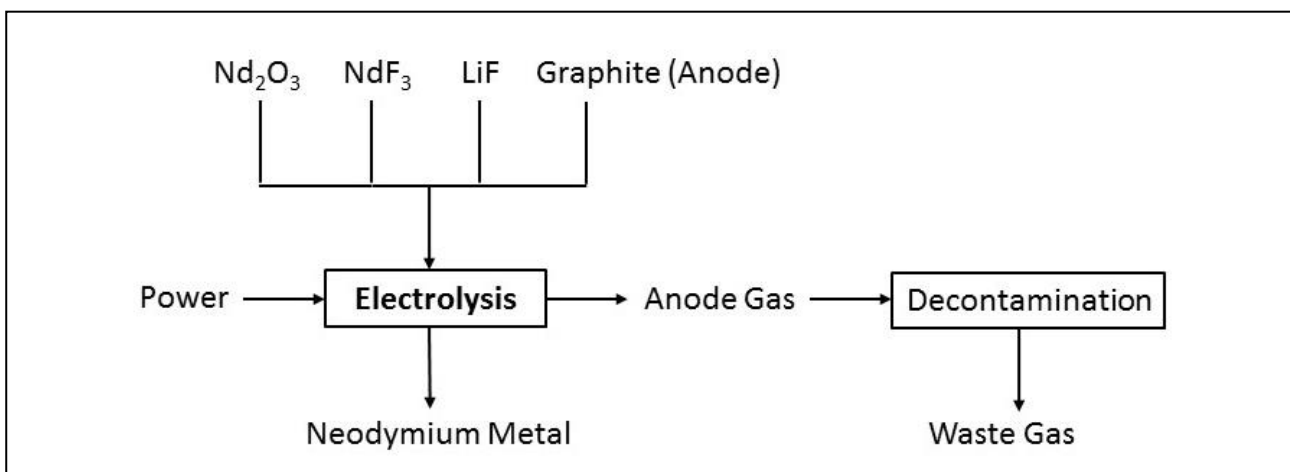 Nd₂O₃ NdF₃ LiF Graphite (Anode)
Power Electrolysis Anode Gas Decontamination
Neodymium Metal Waste Gas